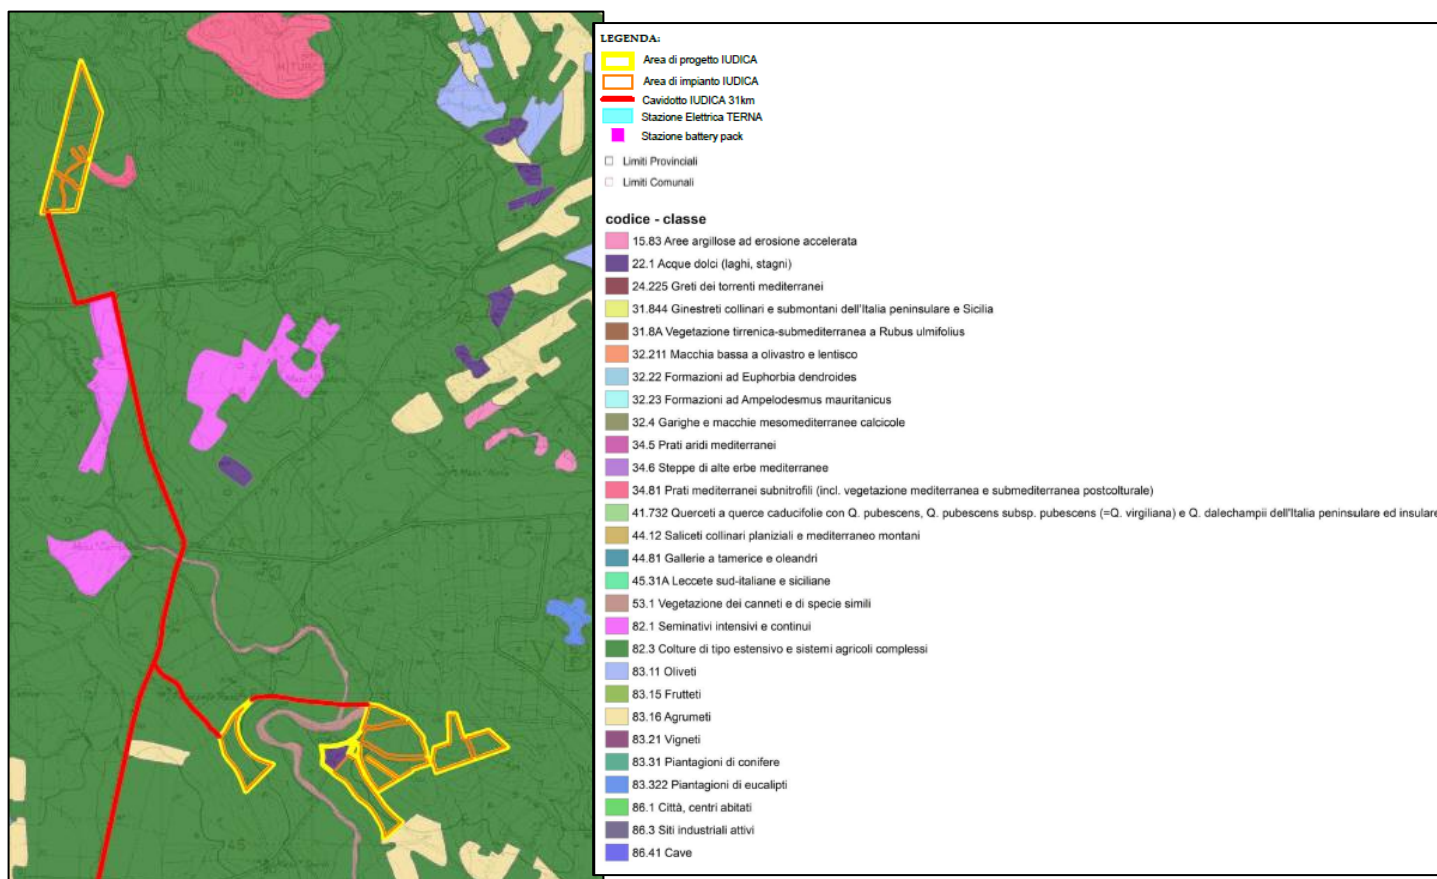 LEGENDA:
Area di progetto IUDICA
Area di impianto IUDICA
Cavidotto IUDICA 31km
Stazione Elettrica TERNA
Stazione battery pack
Limiti Provinciali
Limiti Comunali
codice - classe
15.83 Aree argillose ad erosione accelerata
22.1 Acque dolci (laghi, stagni)
24.225 Greti dei torrenti mediterranei
31.844 Ginestreti collinari e submontani dell'Italia peninsulare e Sicilia
31.8A Vegetazione tirrenica-submediterranea a Rubus ulmifolius
32.211 Macchia bassa a olivastro e lentisco
32.22 Formazioni ad Euphorbia dendroides
32.23 Formazioni ad Ampelodesmus mauritanicus
32.4 Garighe e macchie mesomediterranee calcicole
34.5 Prati aridi mediterranei
34.6 Steppe di alte erbe mediterranee
34.81 Prati mediterranei subnitrofili (incl. vegetazione mediterranea e submediterranea postcolturale)
41.732 Querceti a querce caducifolie con Q. pubescens, Q. pubescens subsp. pubescens (=Q. virgiliana) e Q. dalechampii dell'Italia peninsulare ed insulare
44.12 Saliceti collinari planiziali e mediterraneo montani
44.81 Gallerie a tamerice e oleandri
45.31A Leccete sud-italiane e siciliane
53.1 Vegetazione dei canneti e di specie simili
82.1 Seminativi intensivi e continui
82.3 Colture di tipo estensivo e sistemi agricoli complessi
83.11 Oliveti
83.15 Frutteti
83.16 Agrumeti
83.21 Vigneti
83.31 Piantagioni di conifere
83.322 Piantagioni di eucalipti
86.1 Città, centri abitati
86.3 Siti industriali attivi
86.41 Cave